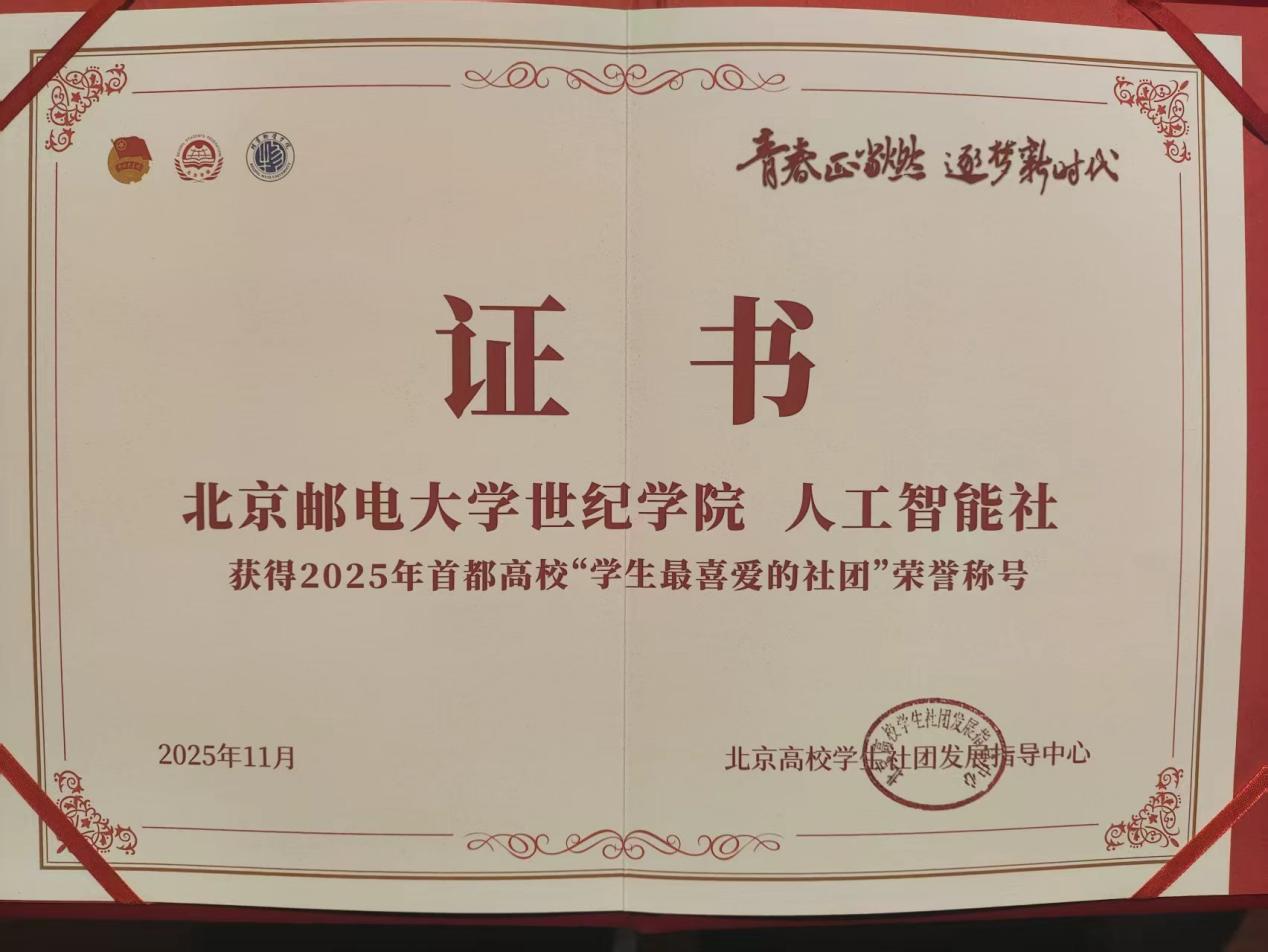 青春正当燃 逐梦新时代
证 书
北京邮电大学世纪学院 人工智能社
获得2025年首都高校“学生最喜爱的社团”荣誉称号
2025年11月
北京高校学生社团发展指导中心